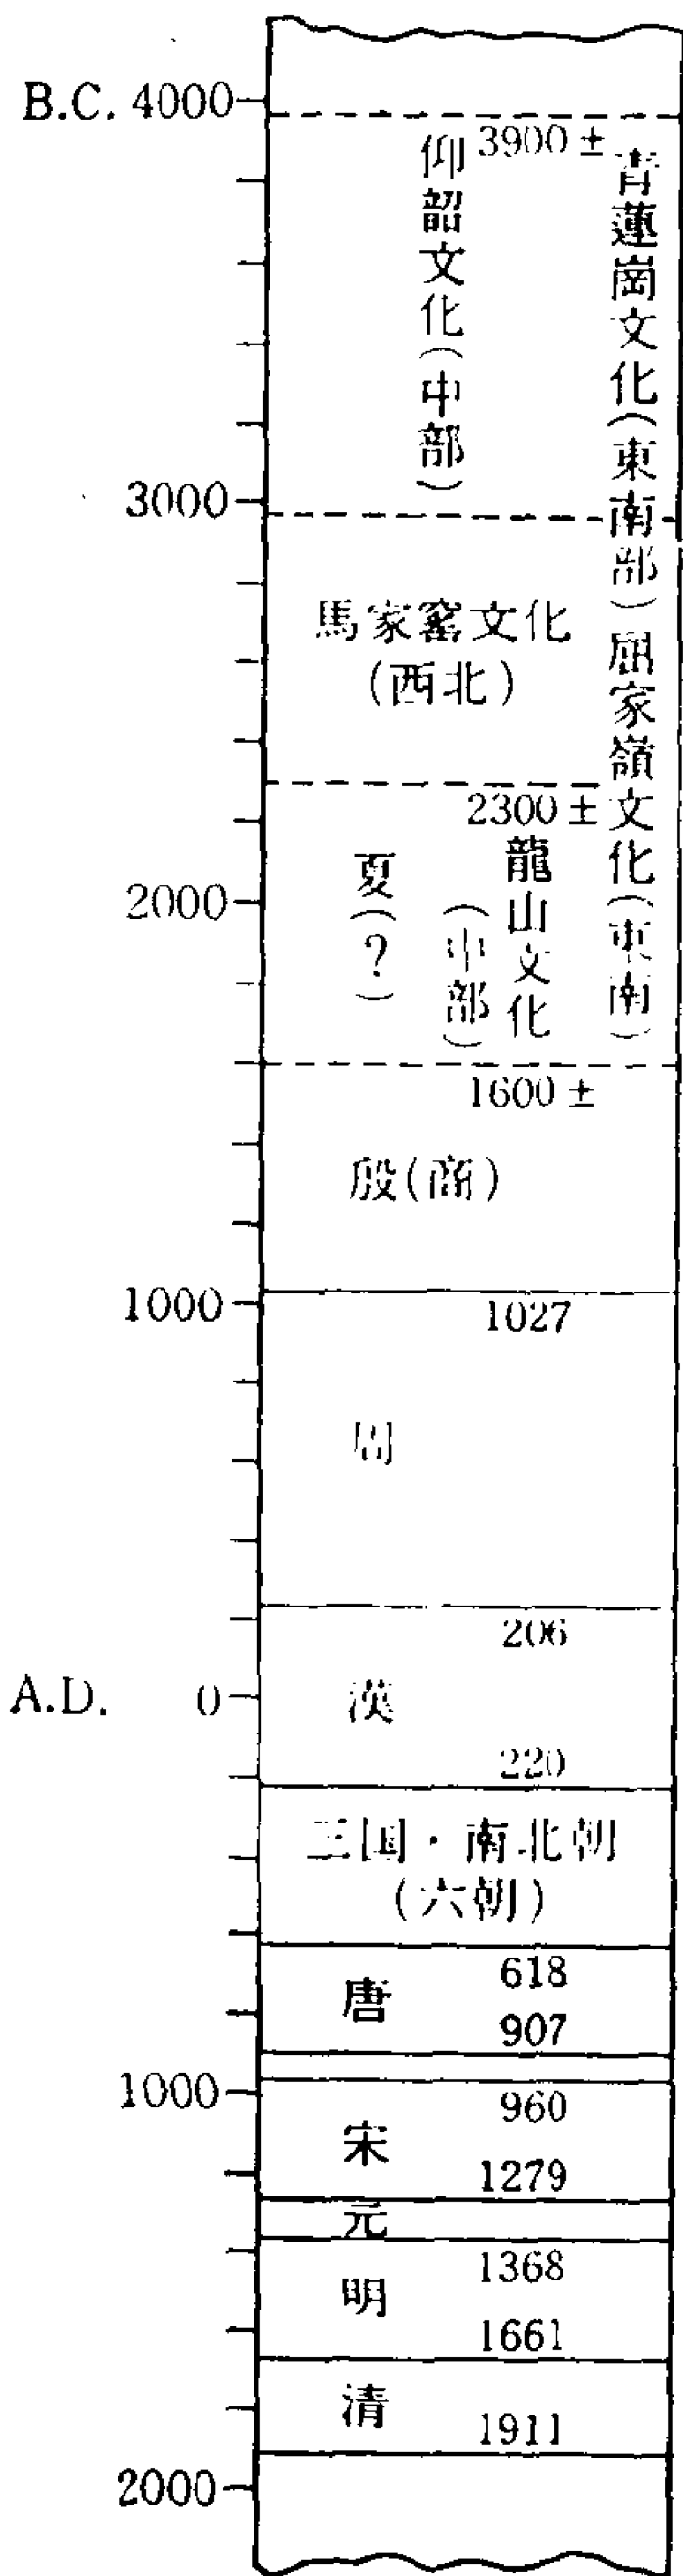 B.C. 4000
3900 ±
仰韶文化(中部)
青蓮崗文化(東南部)屈家嶺文化(東南)
3000
馬家窰文化
(西北)
2300 ±
夏(?)
龍山文化
(中部)
2000
1600 ±
殷(商)
1000
1027
周
206
A.D. 0
漢
220
三国・南北朝
(六朝)
618
唐
907
1000
960
宋
1279
元
1368
明
1661
清
1911
2000